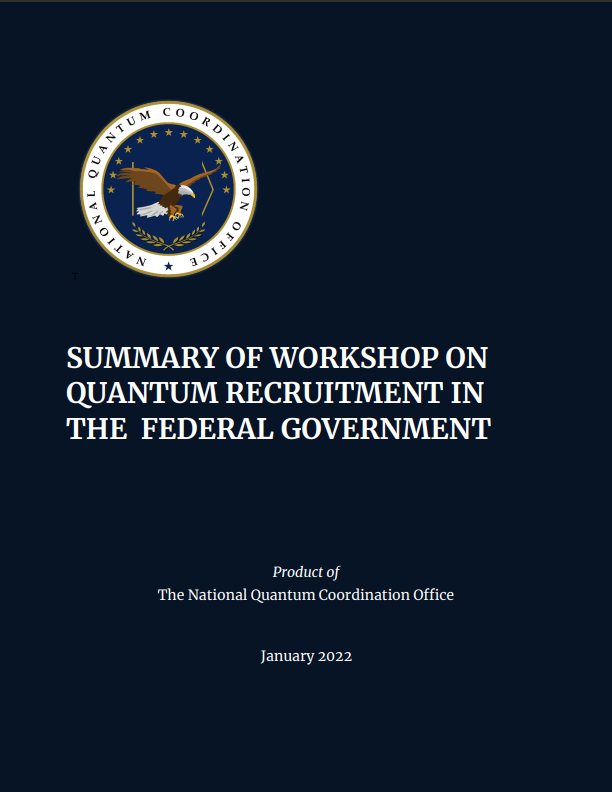 NATIONAL QUANTUM COORDINATION OFFICE
T
SUMMARY OF WORKSHOP ON
QUANTUM RECRUITMENT IN
THE  FEDERAL GOVERNMENT
Product of
The National Quantum Coordination Office
January 2022